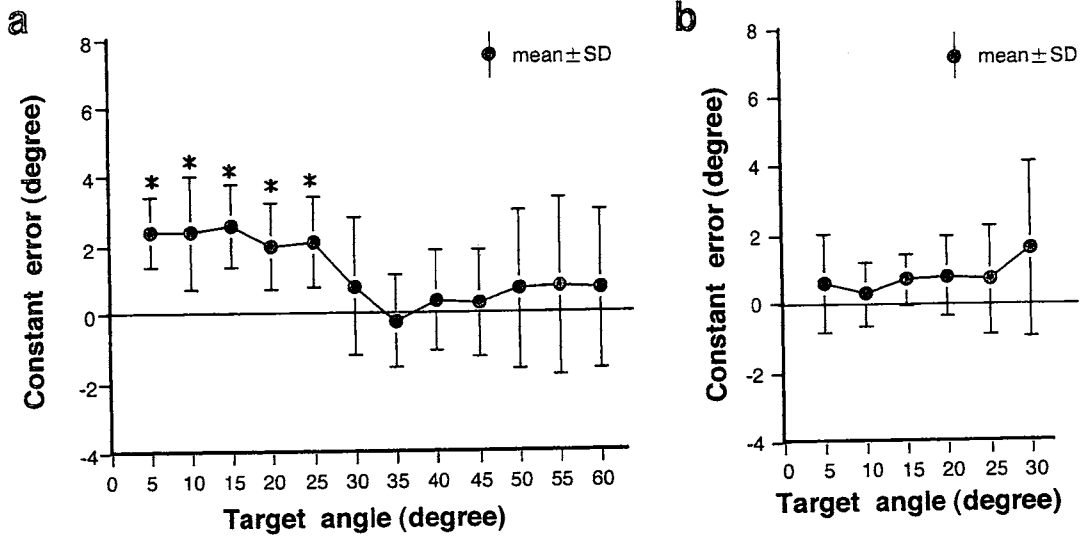 a
8
6
4
2
0
-2
-4
* * * * *
mean±SD
Constant error (degree)
0 5 10 15 20 25 30 35 40 45 50 55 60
Target angle (degree)
b
8
6
4
2
0
-2
-4
mean±SD
Constant error (degree)
0 5 10 15 20 25 30
Target angle (degree)